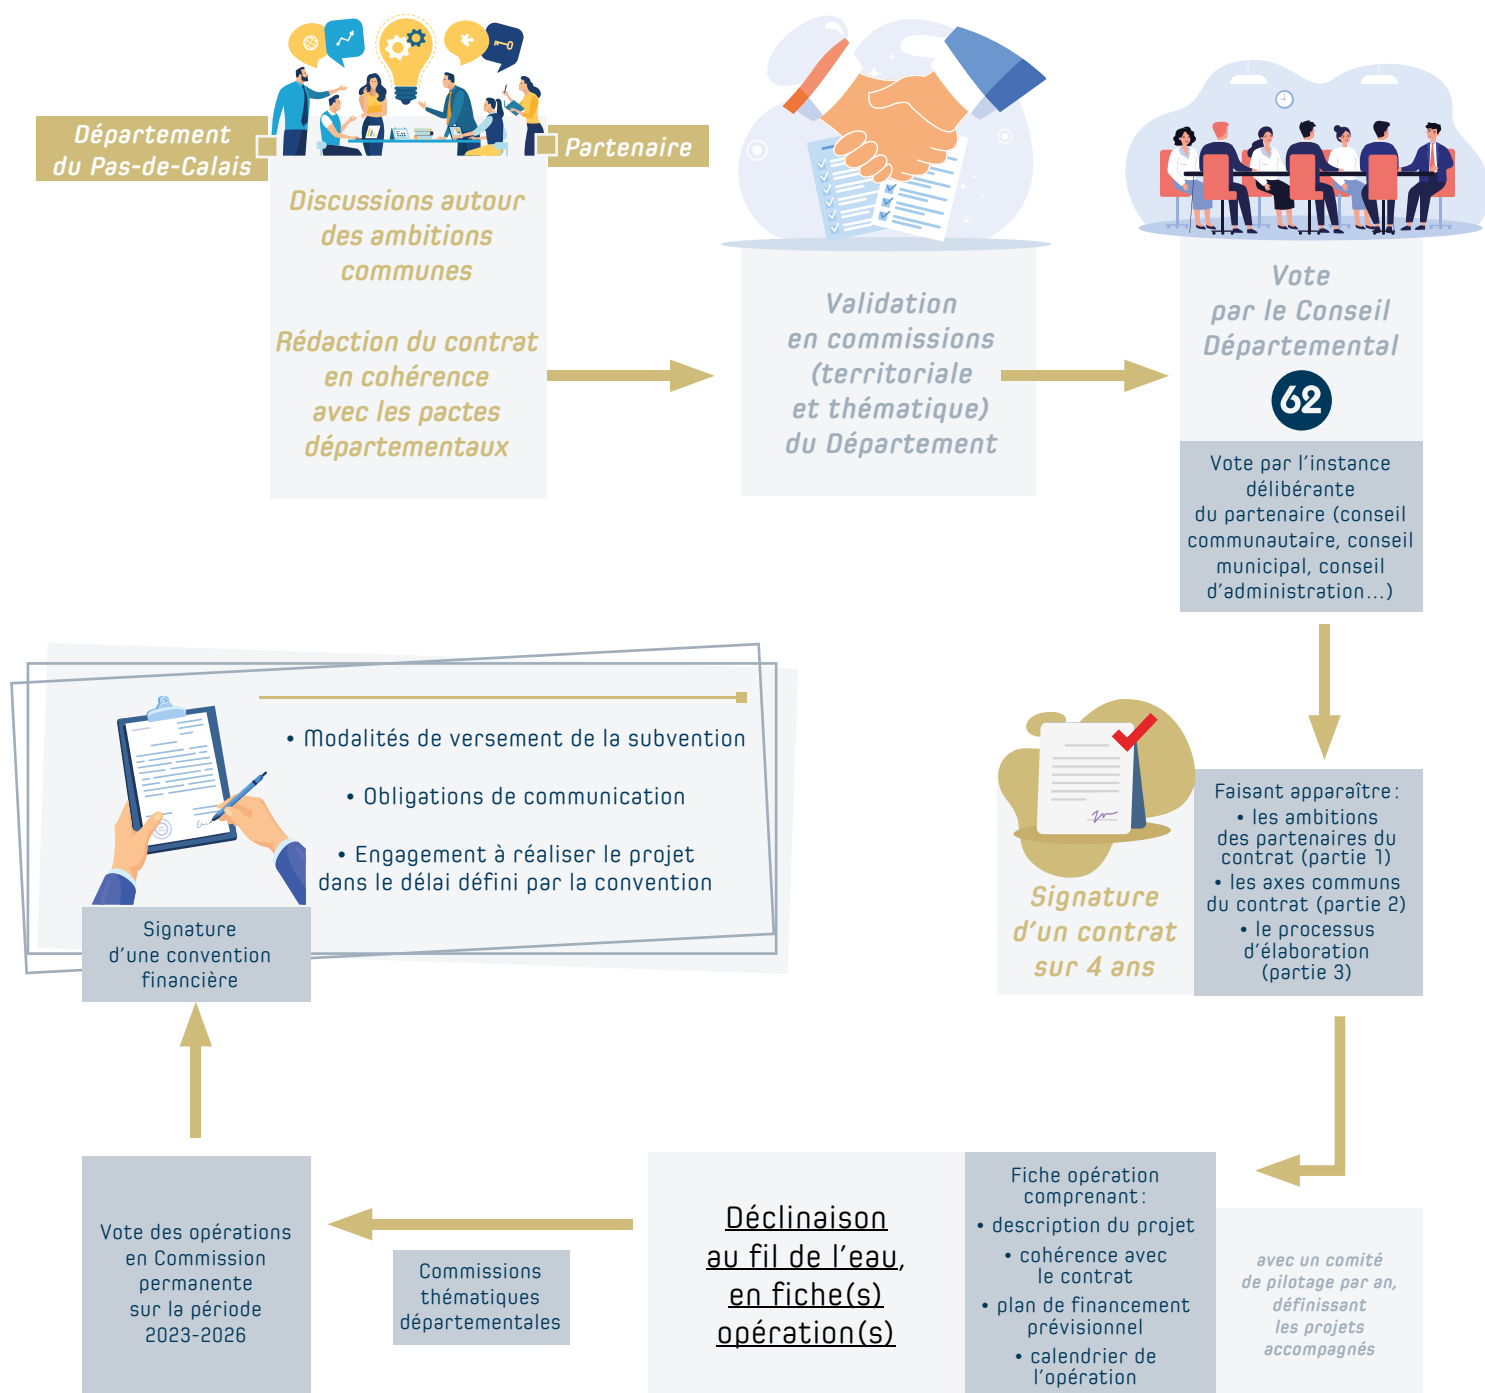 Département
du Pas-de-Calais
Partenaire
Discussions autour
des ambitions
communes
Rédaction du contrat
en cohérence
avec les pactes
départementaux
Validation
en commissions
(territoriale
et thématique)
du Département
Vote
par le Conseil
Départemental
62
Vote par l'instance
délibérante
du partenaire (conseil
communautaire, conseil
municipal, conseil
d'administration...)
Signature
d'un contrat
sur 4 ans
Faisant apparaître :
• les ambitions
des partenaires du
contrat (partie 1)
• les axes communs
du contrat (partie 2)
• le processus
d'élaboration
(partie 3)
avec un comité
de pilotage par an,
définissant
les projets
accompagnés
Déclinaison
au fil de l'eau,
en fiche(s)
opération(s)
Fiche opération
comprenant :
• description du projet
• cohérence avec
le contrat
• plan de financement
prévisionnel
• calendrier de
l'opération
Commissions
thématiques
départementales
Vote des opérations
en Commission
permanente
sur la période
2023-2026
Signature
d'une convention
financière
• Modalités de versement de la subvention
• Obligations de communication
• Engagement à réaliser le projet
dans le délai défini par la convention